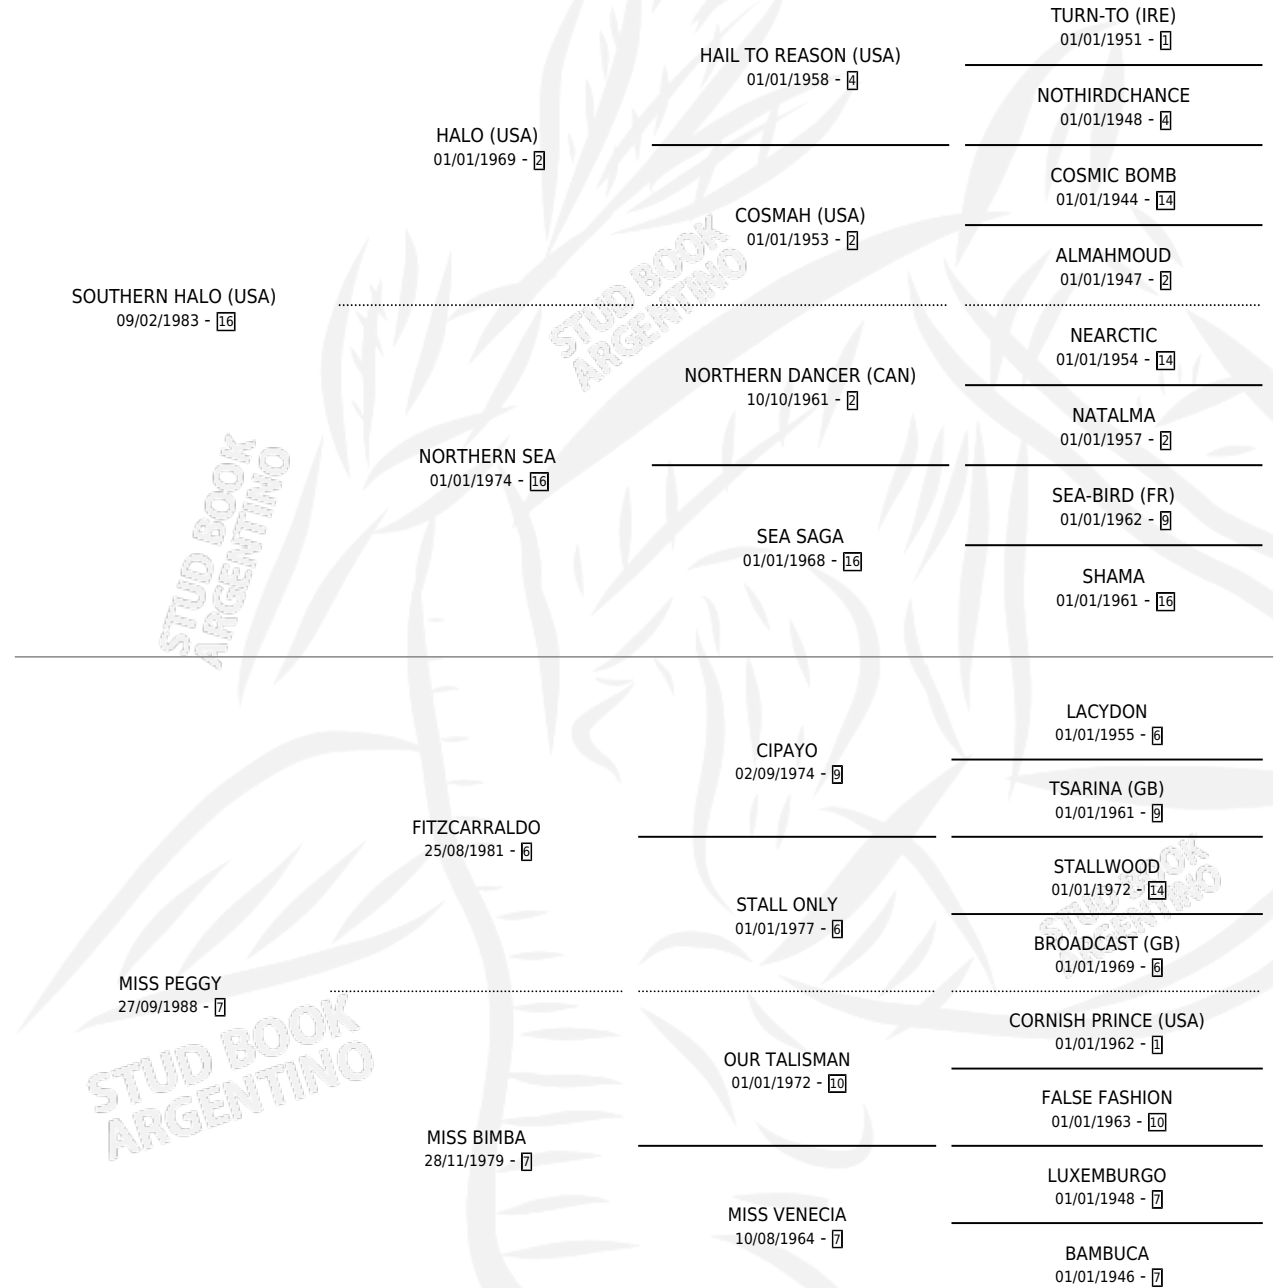 TURN-TO (IRE)
01/01/1951 - 1
HAIL TO REASON (USA)
01/01/1958 - 4
NOTHIRDCHANCE
01/01/1948 - 4
HALO (USA)
01/01/1969 - 2
COSMIC BOMB
01/01/1944 - 14
COSMAH (USA)
01/01/1953 - 2
ALMAHMOUD
01/01/1947 - 2
SOUTHERN HALO (USA)
09/02/1983 - 16
NEARCTIC
01/01/1954 - 14
NORTHERN DANCER (CAN)
10/10/1961 - 2
NATALMA
01/01/1957 - 2
NORTHERN SEA
01/01/1974 - 16
SEA-BIRD (FR)
01/01/1962 - 9
SEA SAGA
01/01/1968 - 16
SHAMA
01/01/1961 - 16
LACYDON
01/01/1955 - 6
CIPAYO
02/09/1974 - 9
TSARINA (GB)
01/01/1961 - 9
FITZCARRALDO
25/08/1981 - 6
STALLWOOD
01/01/1972 - 14
STALL ONLY
01/01/1977 - 6
BROADCAST (GB)
01/01/1969 - 6
MISS PEGGY
27/09/1988 - 7
CORNISH PRINCE (USA)
01/01/1962 - 1
OUR TALISMAN
01/01/1972 - 10
FALSE FASHION
01/01/1963 - 10
MISS BIMBA
28/11/1979 - 7
LUXEMBURGO
01/01/1948 - 7
MISS VENECIA
10/08/1964 - 7
BAMBUCA
01/01/1946 - 7
STUD BOOK
ARGENTINO
STUD BOOK
ARGENTINO
STUD BOOK
ARGENTINO
STUD BOOK
ARGENTINO